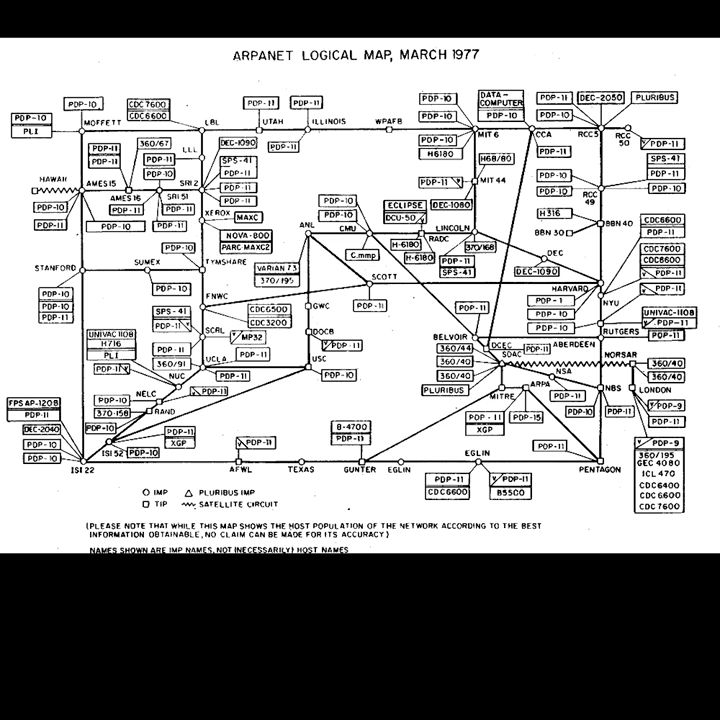 ARPANET LOGICAL MAP, MARCH 1977
PDP-10
CDC7600
CDC6600
PDP-11
PDP-11
PDP-10
DATA-
COMPUTER
PDP-10
PDP-11
DEC-2050
PLURIBUS
PDP-10
PLI
MOFFETT
LBL
UTAH
ILLINOIS
PDP-11
WPAFB
PDP-10
PDP-10
H6180
MIT 6
CCA
PDP-10
RCC 5
RCC
50
PDP-11
LLL
PDP-11
PDP-11
360/67
PDP-11
PDP-11
DEC-1090
SPS-41
PDP-11
PDP-11
H68/80
PDP-11
MIT 44
PDP-11
PDP-10
PDP-10
SPS-41
PDP-11
PDP-11
RCC
49
HAWAII
AMES15
AMES16
SRI 51
SRI 2
PDP-10
PDP-11
PDP-10
PDP-11
PDP-11
XEROX
MAXC
NOVA-800
PARC MAXC2
PDP-10
PDP-10
ECLIPSE
DCU-50
DEC-1080
H316
BBN 40
BBN 30
CDC6600
PDP-11
ANL
CMU
C.mmp
H-6180
H-6180
RADC
LINCOLN
370/168
PDP-11
SPS-41
DEC
DEC-1090
CDC7600
CDC6600
PDP-11
STANFORD
SUMEX
PDP-10
TYMSHARE
PDP-10
VARIAN 73
370/195
SCOTT
PDP-11
HARVARD
PDP-1
PDP-10
PDP-10
NYU
PDP-11
PDP-10
PDP-10
PDP-11
FNWC
CDC6500
CDC3200
GWC
UNIVAC-1108
PDP-11
RUTGERS
PDP-11
SPS-41
PDP-11
SCRL
MP32
DOCB
PDP-11
PDP-11
BELVOIR
DCEC
PDP-11
ABERDEEN
UNIVAC1108
H716
PLI
PDP-11
PDP-11
360/91
UCLA
PDP-11
PDP-11
USC
PDP-10
360/44
360/40
360/40
PLURIBUS
SDAC
NSA
PDP-11
NORSAR
360/40
360/40
NUC
NELC
PDP-11
PDP-10
370-158
RAND
PDP-10
MITRE
ARPA
PDP-11
XGP
PDP-15
NBS
PDP-10
PDP-11
LONDON
PDP-9
FPS AP-120B
PDP-11
DEC-2040
PDP-10
PDP-10
ISI 22
ISI 52
PDP-10
PDP-11
XGP
PDP-11
AFWL
TEXAS
B-4700
PDP-11
GUNTER
EGLIN
EGLIN
PDP-11
CDC6600
PDP-11
B5500
PDP-11
PENTAGON
PDP-9
360/195
GEC 4080
ICL 470
CDC6400
CDC6600
CDC7600
IMP
PLURIBUS IMP
TIP
SATELLITE CIRCUIT
(PLEASE NOTE THAT WHILE THIS MAP SHOWS THE HOST POPULATION OF THE NETWORK ACCORDING TO THE BEST
INFORMATION OBTAINABLE, NO CLAIM CAN BE MADE FOR ITS ACCURACY)
NAMES SHOWN ARE IMP NAMES, NOT (NECESSARILY) HOST NAMES